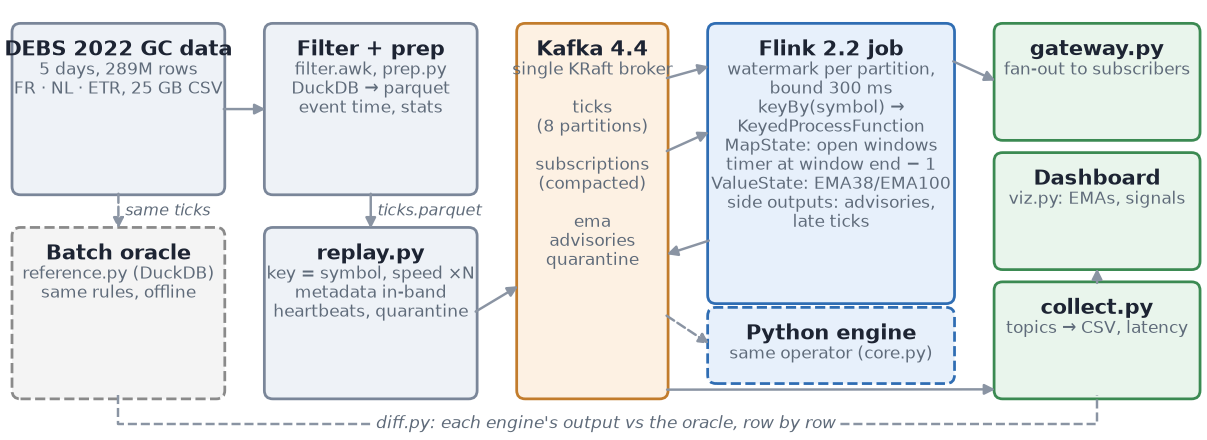 DEBS 2022 GC data
5 days, 289M rows
FR · NL · ETR, 25 GB CSV
Filter + prep
filter.awk, prep.py
DuckDB → parquet
event time, stats
Kafka 4.4
single KRaft broker
ticks
(8 partitions)
subscriptions
(compacted)
ema
advisories
quarantine
Flink 2.2 job
watermark per partition,
bound 300 ms
keyBy(symbol) →
KeyedProcessFunction
MapState: open windows
timer at window end − 1
ValueState: EMA38/EMA100
side outputs: advisories,
late ticks
gateway.py
fan-out to subscribers
Dashboard
viz.py: EMAs, signals
same ticks
ticks.parquet
Batch oracle
reference.py (DuckDB)
same rules, offline
replay.py
key = symbol, speed ×N
metadata in-band
heartbeats, quarantine
Python engine
same operator (core.py)
collect.py
topics → CSV, latency
diff.py: each engine's output vs the oracle, row by row